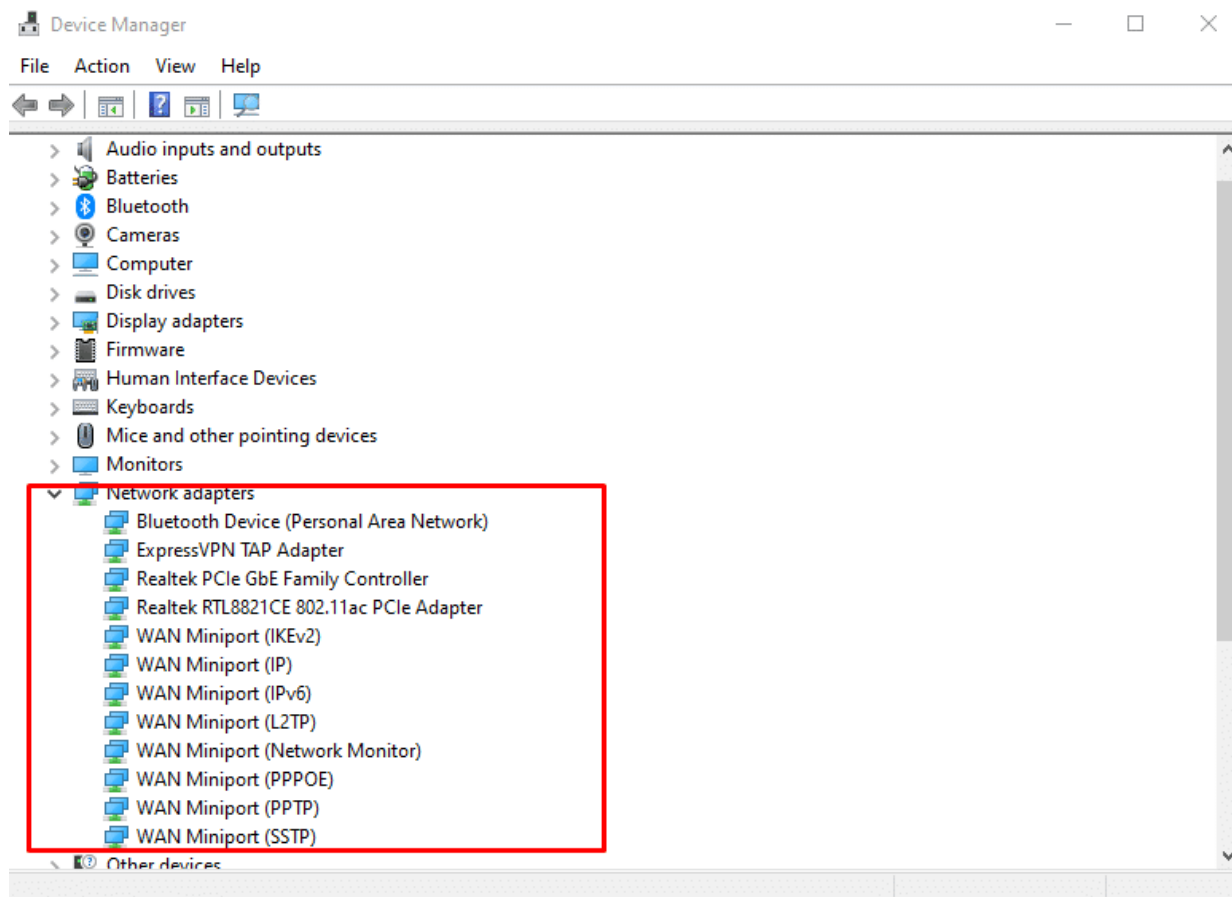 Device Manager
File Action View Help
Audio inputs and outputs
Batteries
Bluetooth
Cameras
Computer
Disk drives
Display adapters
Firmware
Human Interface Devices
Keyboards
Mice and other pointing devices
Monitors
Network adapters
Bluetooth Device (Personal Area Network)
ExpressVPN TAP Adapter
Realtek PCIe GbE Family Controller
Realtek RTL8821CE 802.11ac PCIe Adapter
WAN Miniport (IKEv2)
WAN Miniport (IP)
WAN Miniport (IPv6)
WAN Miniport (L2TP)
WAN Miniport (Network Monitor)
WAN Miniport (PPPOE)
WAN Miniport (PPTP)
WAN Miniport (SSTP)
Other devices